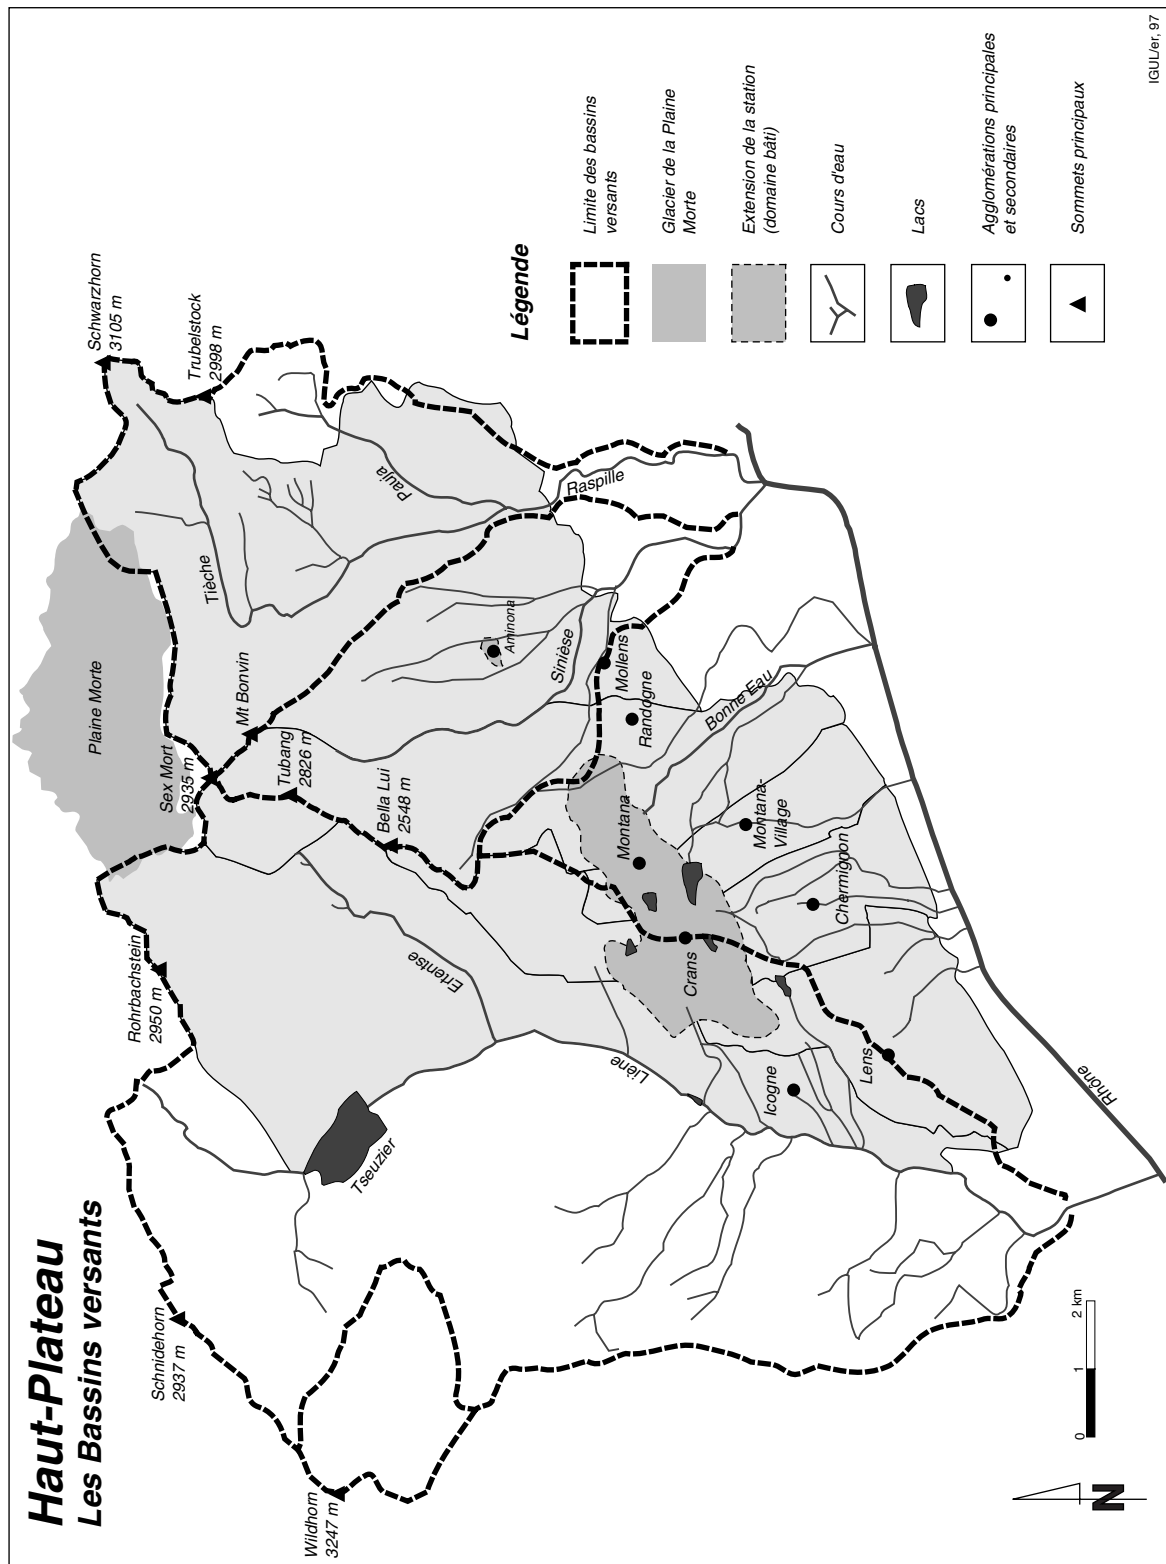 Haut-Plateau
Les Bassins versants
Wildhorn
3247 m
Schnidehorn
2937 m
Rohrbachstein
2950 m
Plaine Morte
Sex Mort
2935 m
Mt Bonvin
Tubang
2826 m
Bella Lui
2548 m
Schwarzhorn
3105 m
Trubelstock
2998 m
Tièche
Pauja
Raspille
Tseuzier
Ertentse
Liène
Aminona
Sinièse
Mollens
Randogne
Bonne Eau
Montana
Crans
Montana-
Village
Chermignon
Icogne
Lens
Rhône
Légende
Limite des bassins
versants
Glacier de la Plaine
Morte
Extension de la station
(domaine bâti)
Cours d'eau
Lacs
Agglomérations principales
et secondaires
Sommets principaux
N
0 1 2 km
IGUL/er, 97